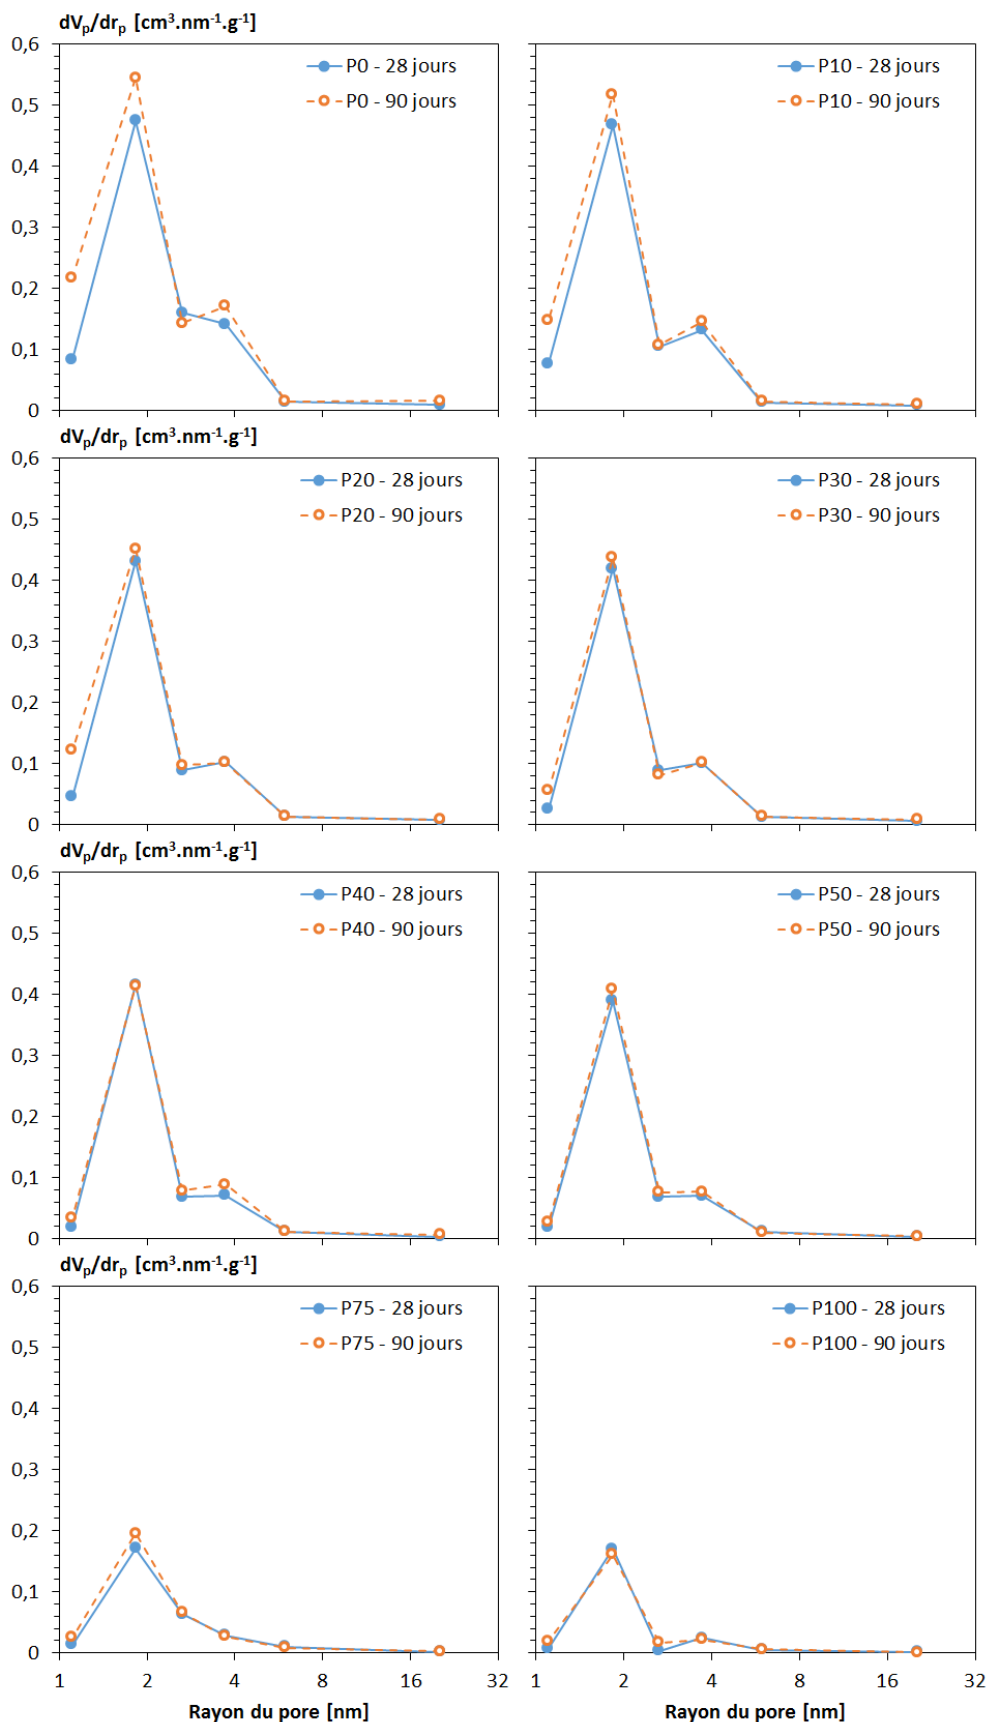 dVp/drp [cm³.nm⁻¹.g⁻¹]
0,6
0,5
0,4
0,3
0,2
0,1
0
P0 - 28 jours
P0 - 90 jours
P10 - 28 jours
P10 - 90 jours
dVp/drp [cm³.nm⁻¹.g⁻¹]
0,6
0,5
0,4
0,3
0,2
0,1
0
P20 - 28 jours
P20 - 90 jours
P30 - 28 jours
P30 - 90 jours
dVp/drp [cm³.nm⁻¹.g⁻¹]
0,6
0,5
0,4
0,3
0,2
0,1
0
P40 - 28 jours
P40 - 90 jours
P50 - 28 jours
P50 - 90 jours
dVp/drp [cm³.nm⁻¹.g⁻¹]
0,6
0,5
0,4
0,3
0,2
0,1
0
P75 - 28 jours
P75 - 90 jours
P100 - 28 jours
P100 - 90 jours
1 2 4 8 16 32
1 2 4 8 16 32
Rayon du pore [nm]
Rayon du pore [nm]